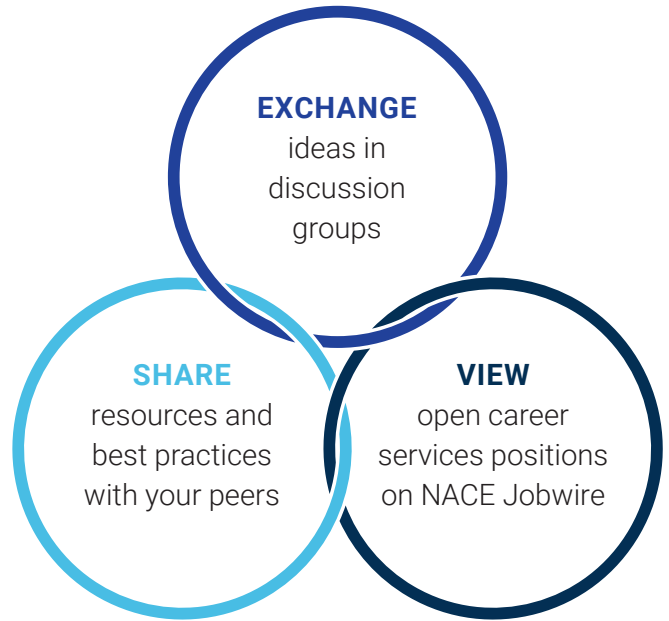 EXCHANGE
ideas in
discussion
groups
SHARE
resources and
best practices
with your peers
VIEW
open career
services positions
on NACE Jobwire